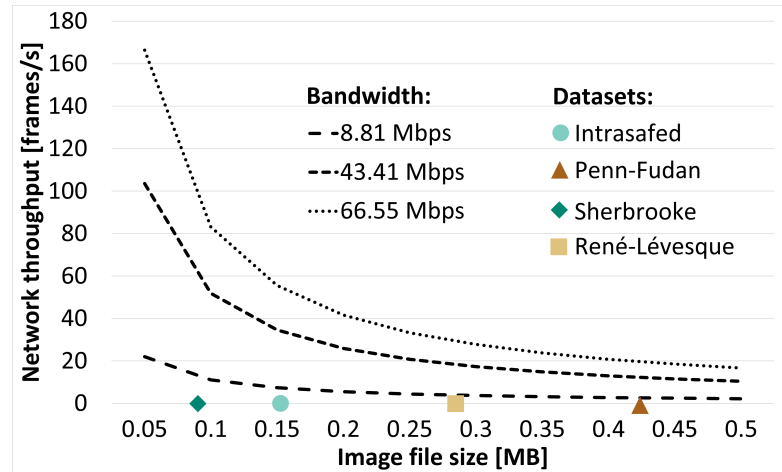 Network throughput [frames/s]
180
160
140
120
100
80
60
40
20
0
Bandwidth:
8.81 Mbps
43.41 Mbps
66.55 Mbps
Datasets:
Intrasafed
Penn-Fudan
Sherbrooke
René-Lévesque
0.05 0.1 0.15 0.2 0.25 0.3 0.35 0.4 0.45 0.5
Image file size [MB]